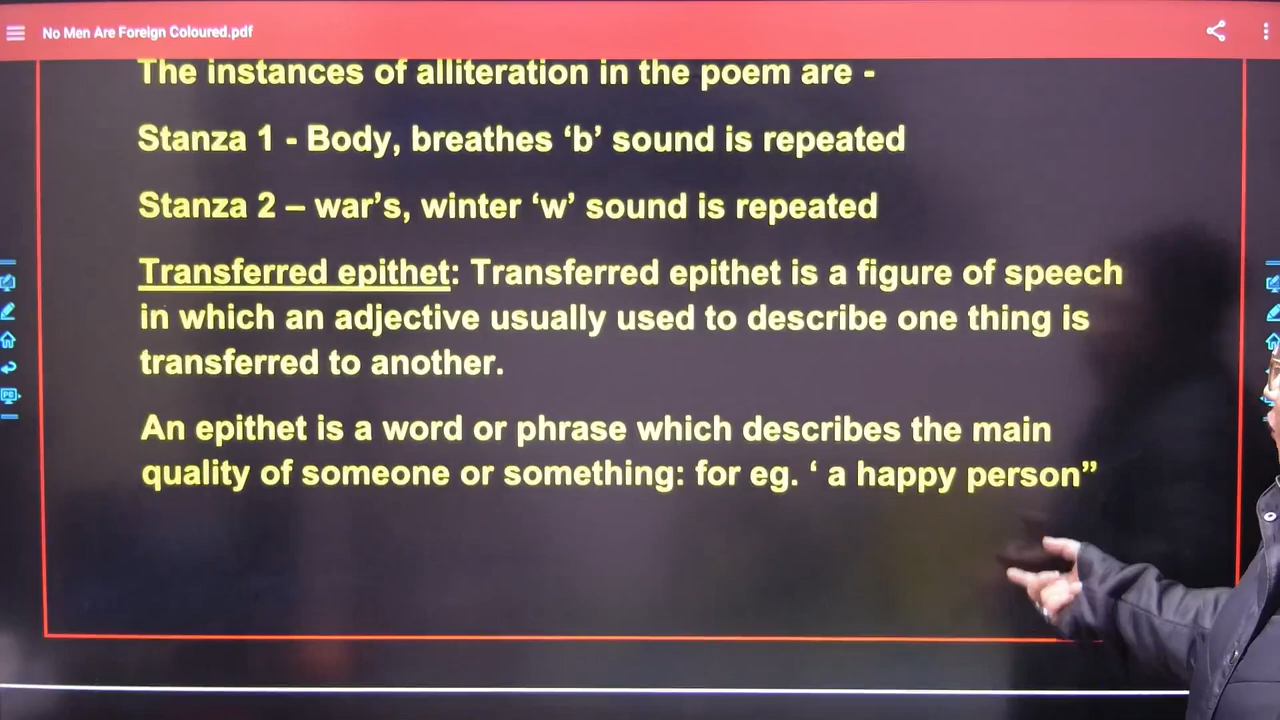 No Men Are Foreign Coloured.pdf
The instances of alliteration in the poem are -
Stanza 1 - Body, breathes ‘b’ sound is repeated
Stanza 2 – war’s, winter ‘w’ sound is repeated
Transferred epithet: Transferred epithet is a figure of speech
in which an adjective usually used to describe one thing is
transferred to another.
An epithet is a word or phrase which describes the main
quality of someone or something: for eg. ‘ a happy person”
PC